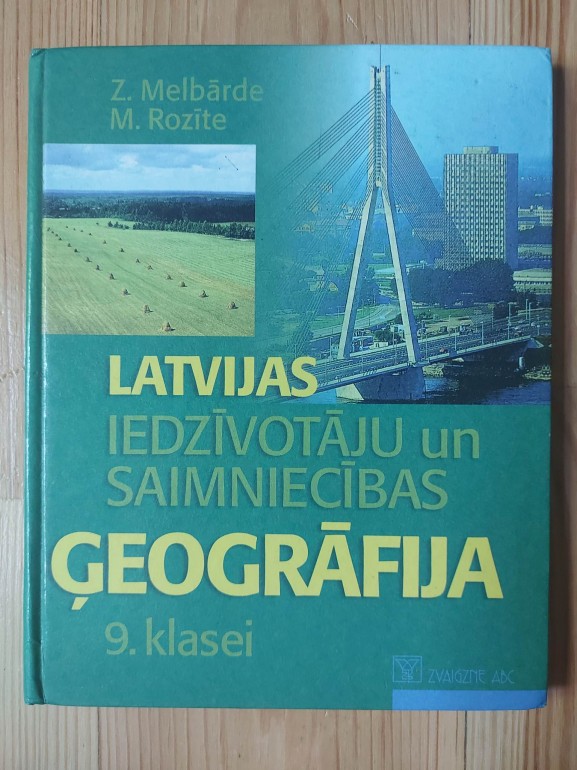 Z. Melbārde
M. Rozīte
LATVIJAS
IEDZĪVOTĀJU un
SAIMNIECĪBAS
ĢEOGRĀFIJA
9. klasei
ZVAIGZNE ABC